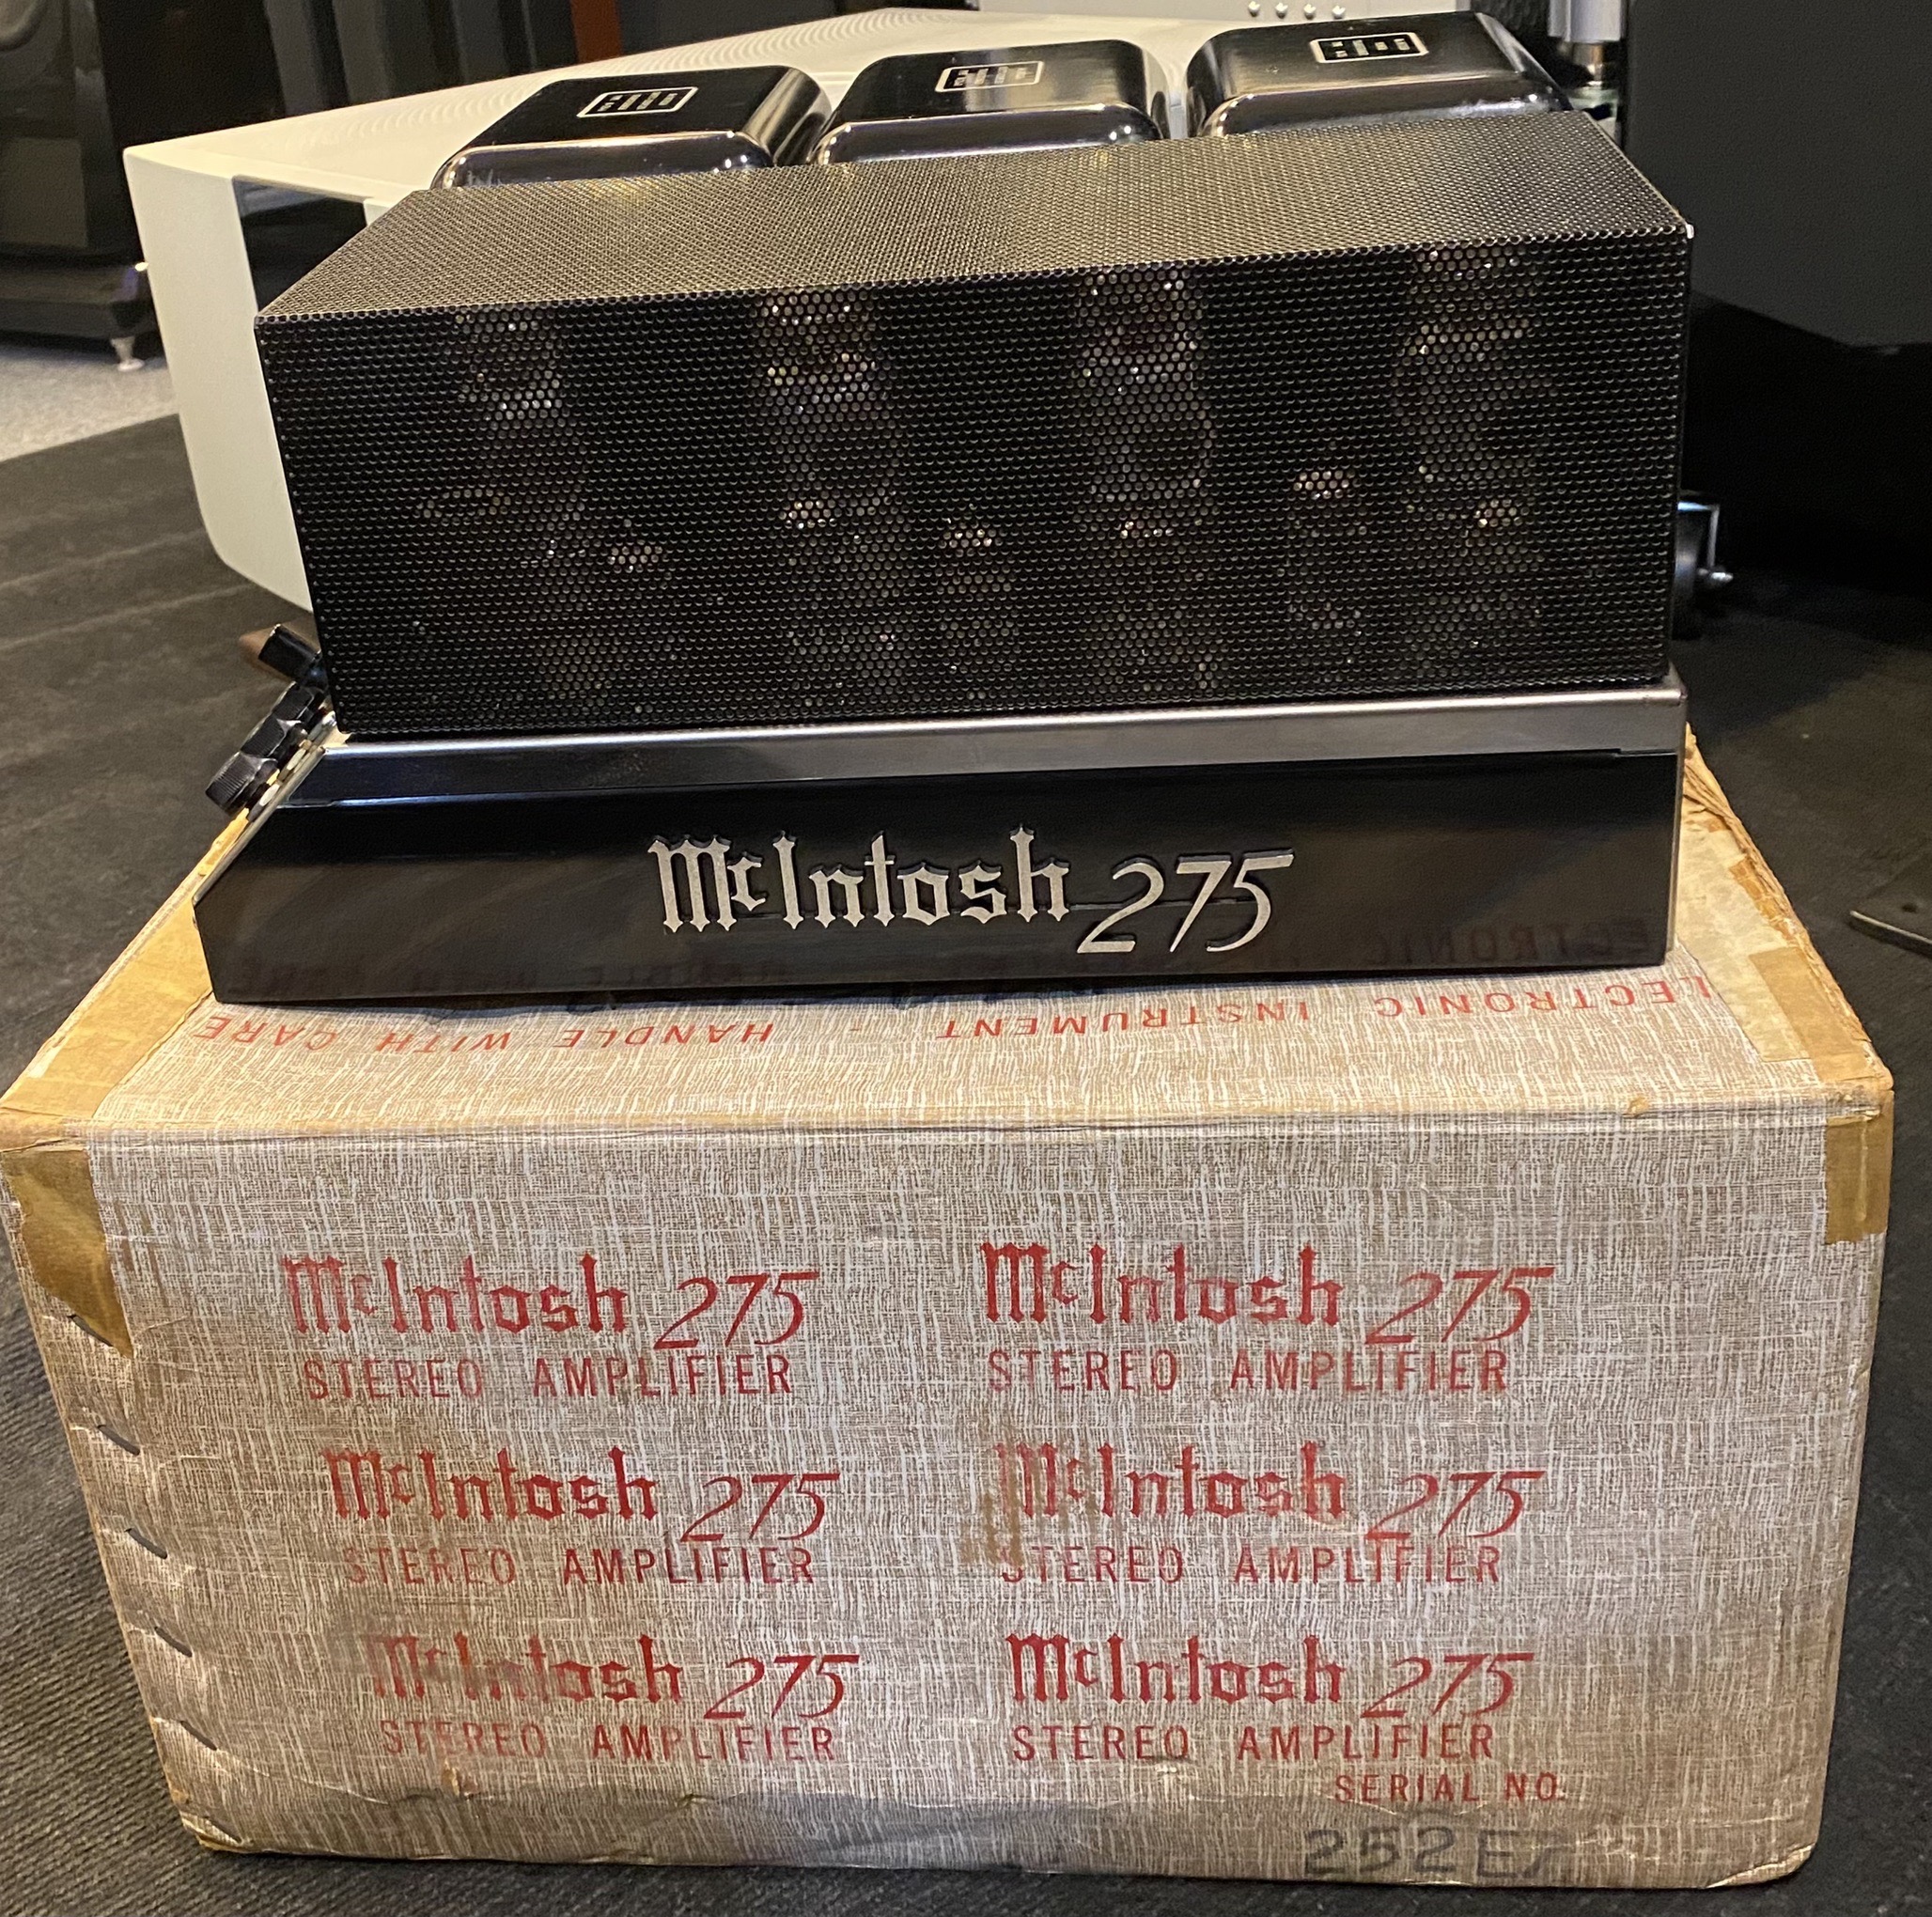 McIntosh 275
ELECTRONIC INSTRUMENT - HANDLE WITH CARE
McIntosh 275 McIntosh 275
STEREO AMPLIFIER STEREO AMPLIFIER
McIntosh 275 McIntosh 275
STEREO AMPLIFIER STEREO AMPLIFIER
McIntosh 275 McIntosh 275
STEREO AMPLIFIER STEREO AMPLIFIER
SERIAL NO.
252E7